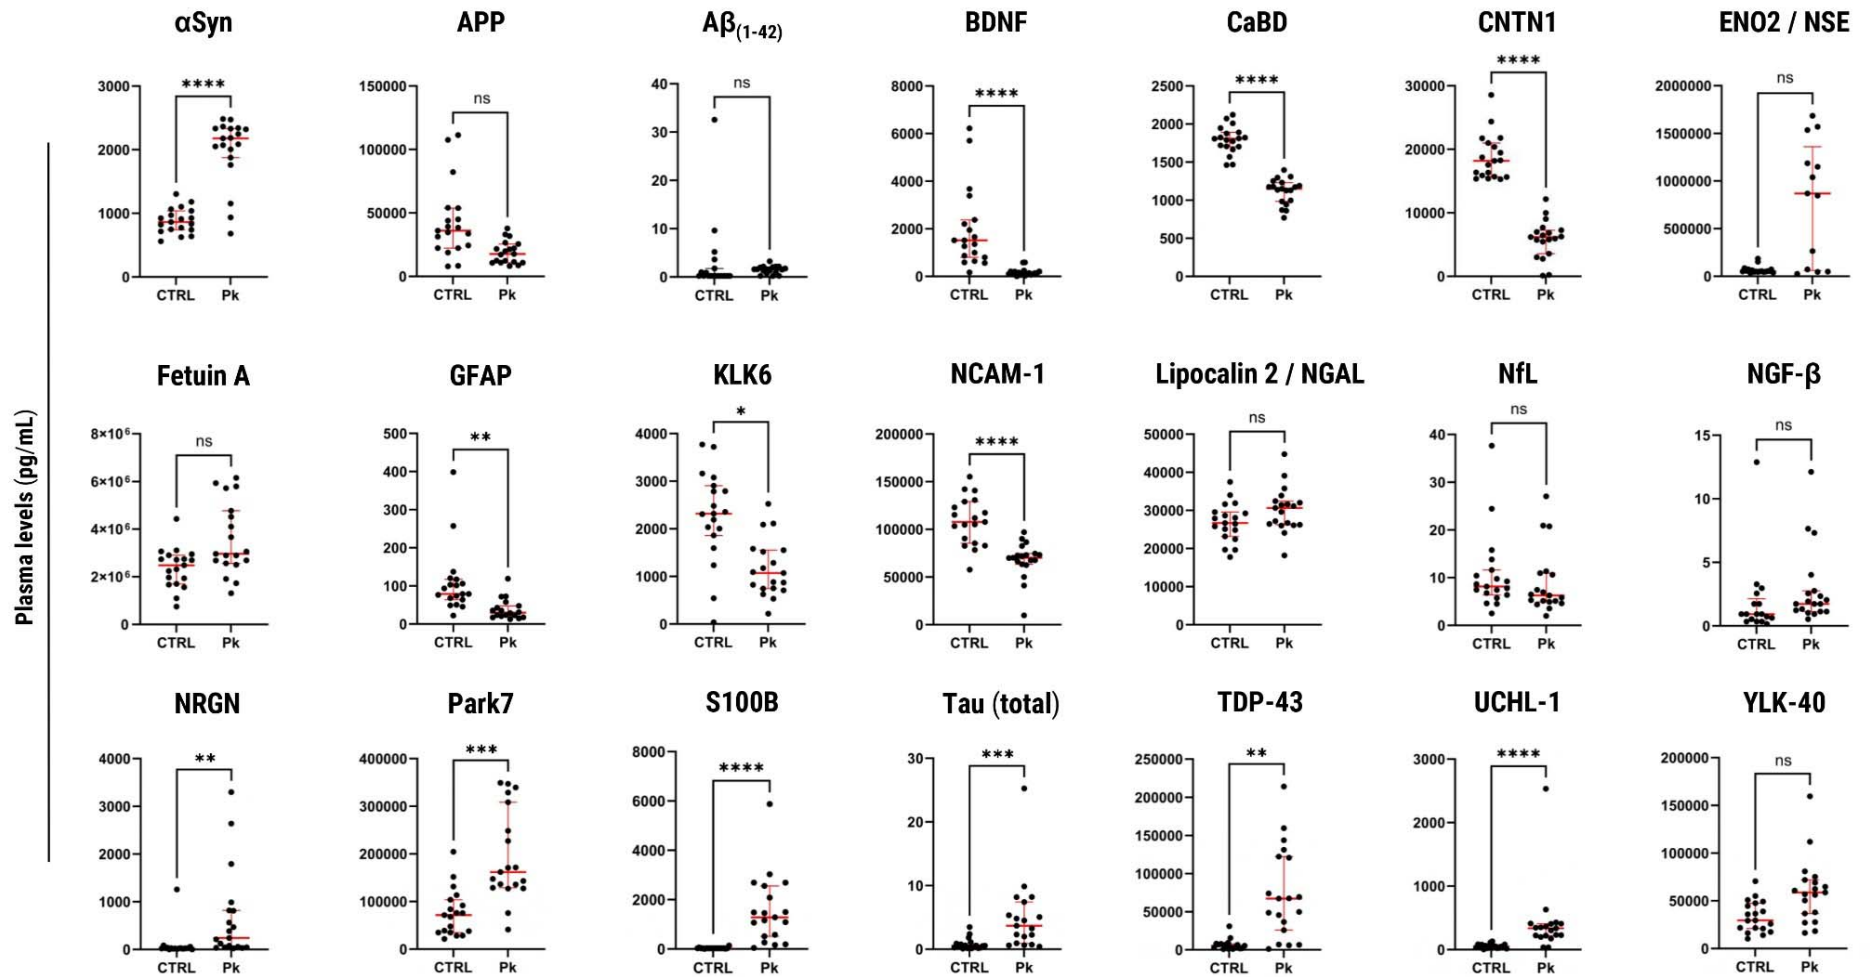 αSyn
APP
Aβ(1-42)
BDNF
CaBD
CNTN1
ENO2 / NSE
3000
2000
1000
0
****
CTRL
Pk
150000
100000
50000
0
ns
CTRL
Pk
40
30
20
10
0
ns
CTRL
Pk
8000
6000
4000
2000
0
****
CTRL
Pk
2500
2000
1500
1000
500
0
****
CTRL
Pk
30000
20000
10000
0
****
CTRL
Pk
2000000
1500000
1000000
500000
0
ns
CTRL
Pk
Plasma levels (pg/mL)
Fetuin A
GFAP
KLK6
NCAM-1
Lipocalin 2 / NGAL
NfL
NGF-β
8×10⁶
6×10⁶
4×10⁶
2×10⁶
0
ns
CTRL
Pk
500
400
300
200
100
0
**
CTRL
Pk
4000
3000
2000
1000
0
*
CTRL
Pk
200000
150000
100000
50000
0
****
CTRL
Pk
50000
40000
30000
20000
10000
0
ns
CTRL
Pk
40
30
20
10
0
ns
CTRL
Pk
15
10
5
0
ns
CTRL
Pk
NRGN
Park7
S100B
Tau (total)
TDP-43
UCHL-1
YLK-40
4000
3000
2000
1000
0
**
CTRL
Pk
400000
300000
200000
100000
0
***
CTRL
Pk
8000
6000
4000
2000
0
****
CTRL
Pk
30
20
10
0
***
CTRL
Pk
250000
200000
150000
100000
50000
0
**
CTRL
Pk
3000
2000
1000
0
****
CTRL
Pk
200000
150000
100000
50000
0
ns
CTRL
Pk